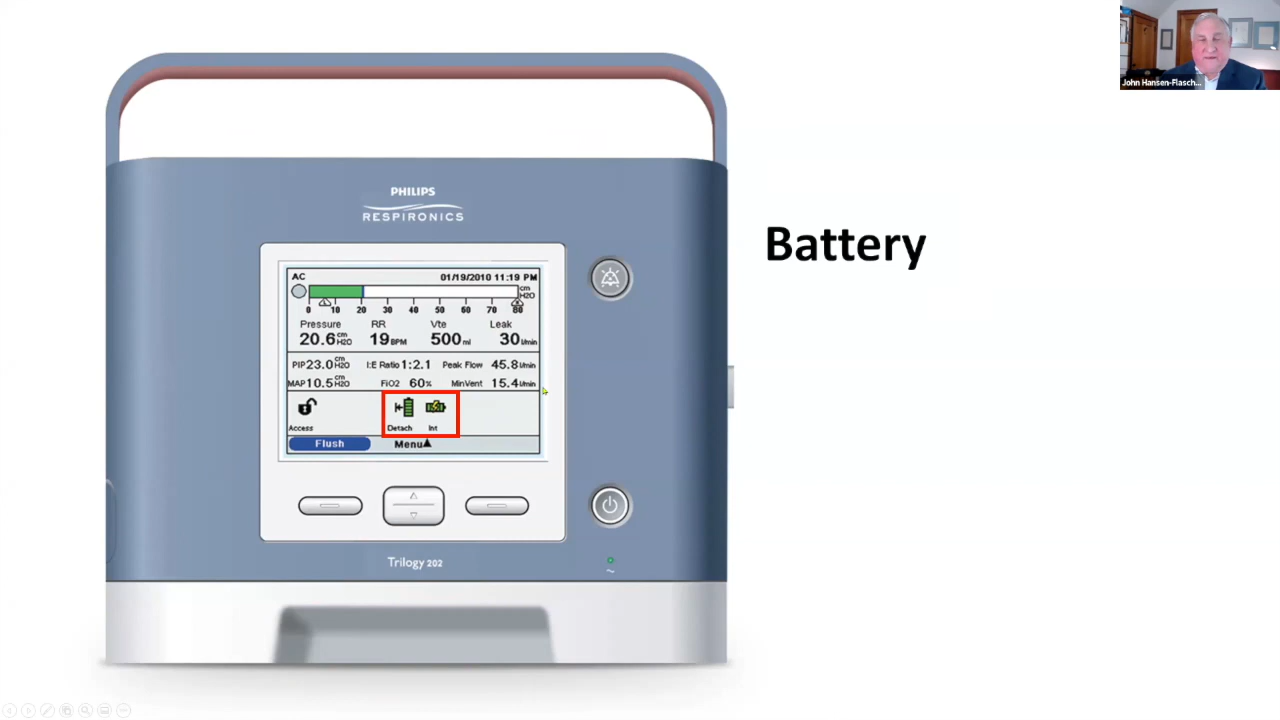 John Hansen-Flasch...
Battery
PHILIPS
RESPIRONICS
AC 01/19/2010 11:19 PM
cm
H2O
0 10 20 30 40 50 60 70 80
Pressure RR Vte Leak
20.6 cm H2O 19 BPM 500 ml 30 l/min
PIP 23.0 cm H2O I:E Ratio 1:2.1 Peak Flow 45.8 l/min
MAP 10.5 cm H2O FiO2 60% MinVent 15.4 l/min
Access Detach Int
Flush Menu
Trilogy 202